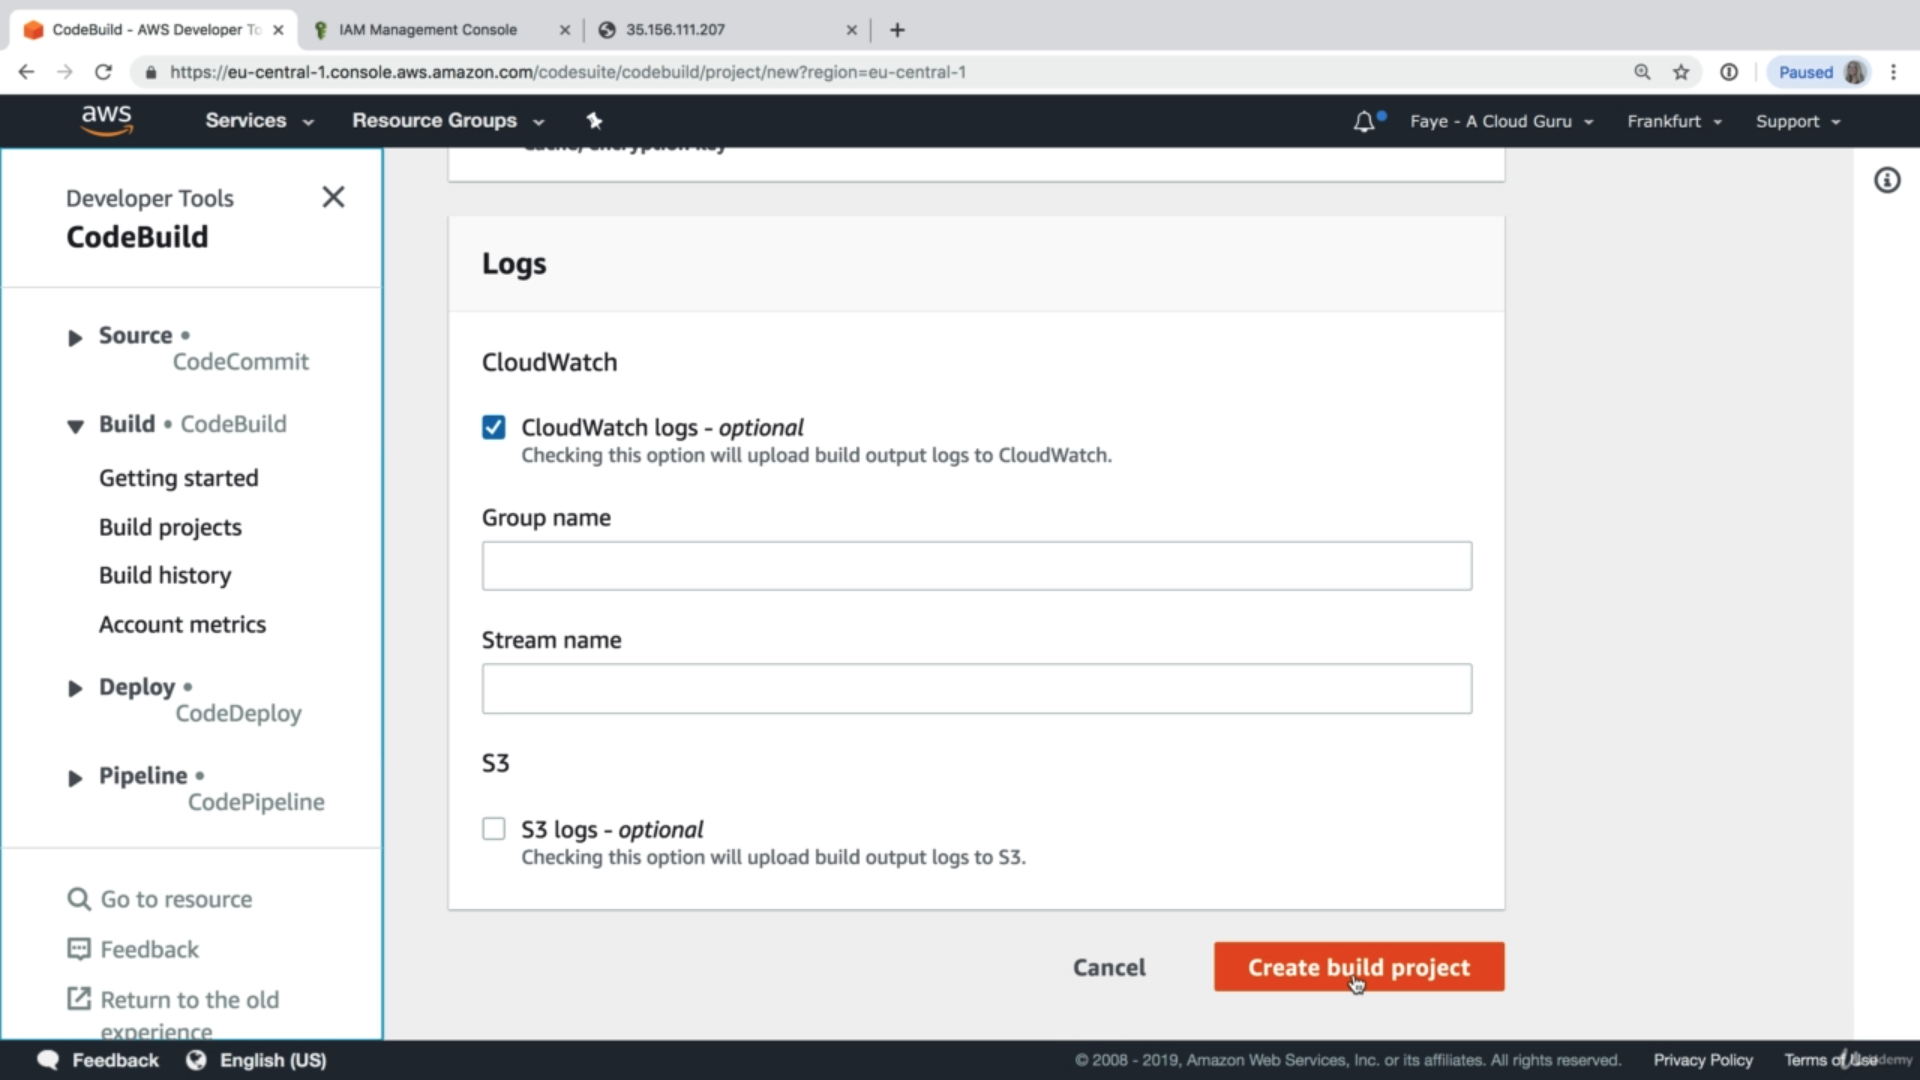 CodeBuild - AWS Developer To
IAM Management Console
35.156.111.207
https://eu-central-1.console.aws.amazon.com/codesuite/codebuild/project/new?region=eu-central-1
Paused
aws
Services
Resource Groups
Faye - A Cloud Guru
Frankfurt
Support
Developer Tools
CodeBuild
Source •
CodeCommit
Build • CodeBuild
Getting started
Build projects
Build history
Account metrics
Deploy •
CodeDeploy
Pipeline •
CodePipeline
Go to resource
Feedback
Return to the old
experience
Cache, encryption key
Logs
CloudWatch
CloudWatch logs - optional
Checking this option will upload build output logs to CloudWatch.
Group name
Stream name
S3
S3 logs - optional
Checking this option will upload build output logs to S3.
Cancel
Create build project
Feedback
English (US)
© 2008 - 2019, Amazon Web Services, Inc. or its affiliates. All rights reserved.
Privacy Policy
Terms of Use